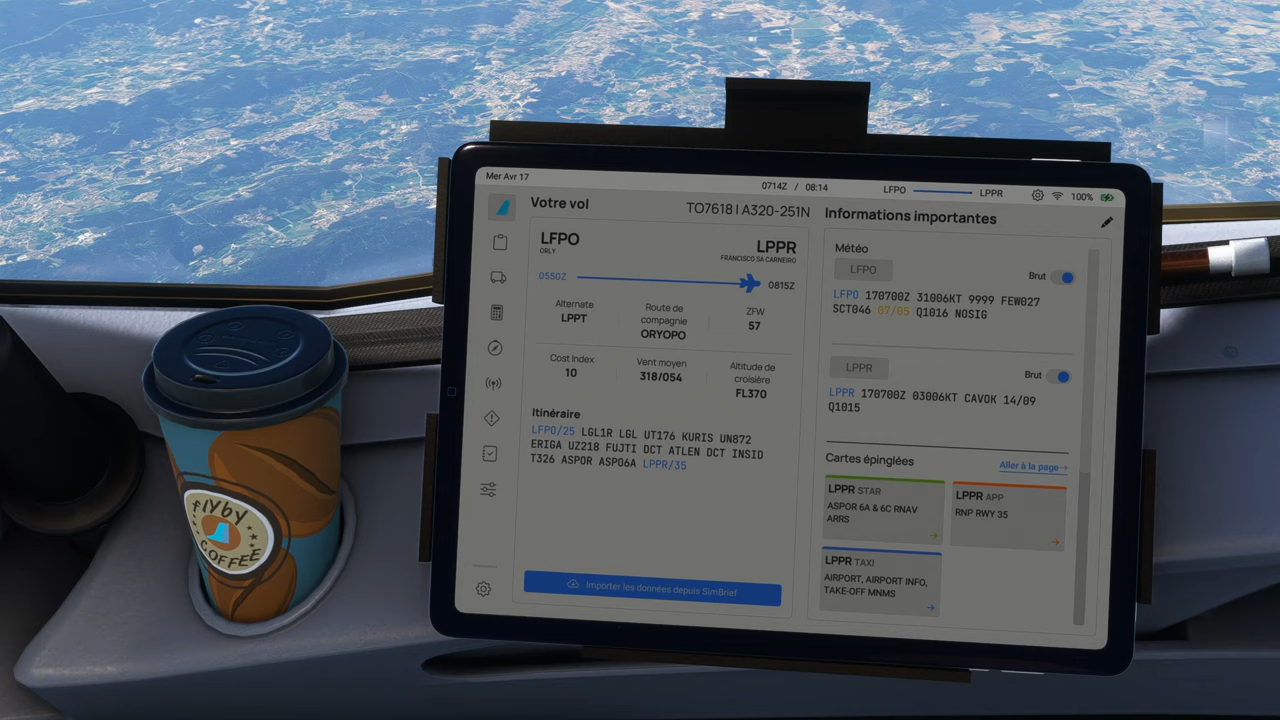 Mer Avr 17
0714Z / 08:14
LFPO LPPR
100%
Votre vol
TO7618 | A320-251N
LFPO
ORLY
LPPR
FRANCISCO SA CARNEIRO
0550Z
0815Z
Alternate
LPPT
Route de
compagnie
ORYOPO
ZFW
57
Cost Index
10
Vent moyen
318/054
Altitude de
croisière
FL370
Itinéraire
LFPO/25 LGL1R LGL UT176 KURIS UN872
ERIGA UZ218 FUJTI DCT ATLEN DCT INSID
T326 ASPOR ASPO6A LPPR/35
Importer les données depuis SimBrief
Informations importantes
Météo
LFPO
Brut
LFPO 170700Z 31006KT 9999 FEW027
SCT046 07/05 Q1016 NOSIG
LPPR
Brut
LPPR 170700Z 03006KT CAVOK 14/09
Q1015
Cartes épinglées
Aller à la page
LPPR STAR
ASPOR 6A & 6C RNAV
ARRS
LPPR APP
RNP RWY 35
LPPR TAXI
AIRPORT, AIRPORT INFO,
TAKE-OFF MNMS
flyby
COFFEE